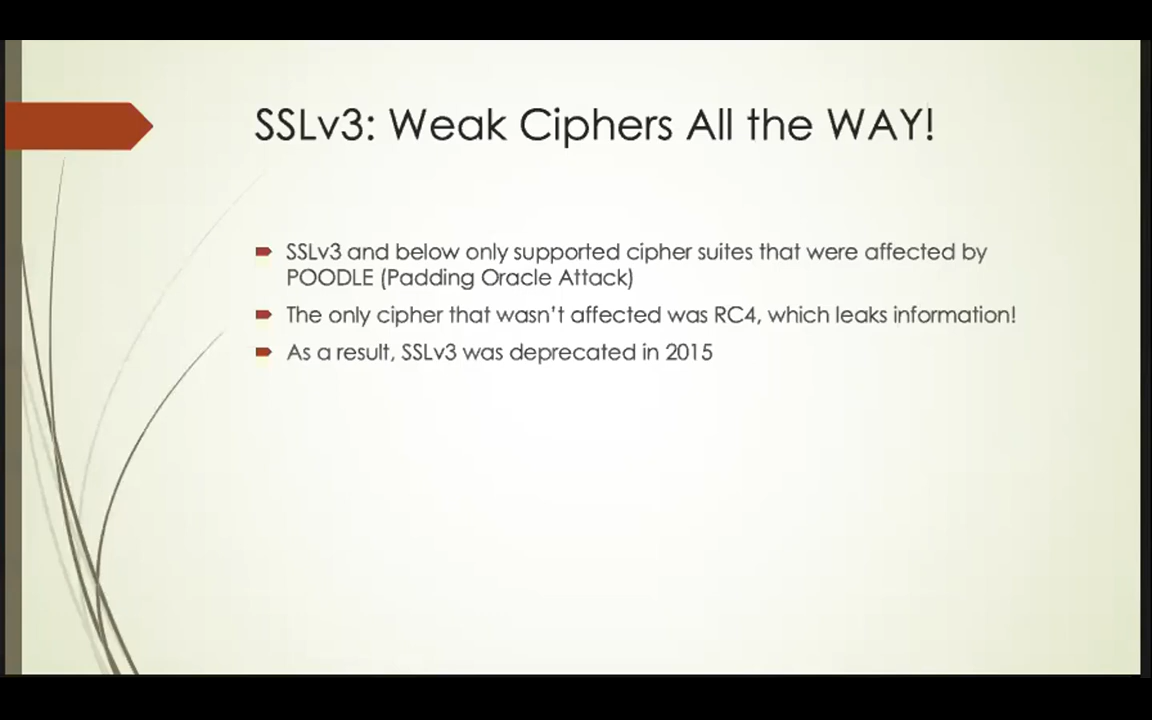 SSLv3: Weak Ciphers All the WAY!
SSLv3 and below only supported cipher suites that were affected by
POODLE (Padding Oracle Attack)
The only cipher that wasn't affected was RC4, which leaks information!
As a result, SSLv3 was deprecated in 2015